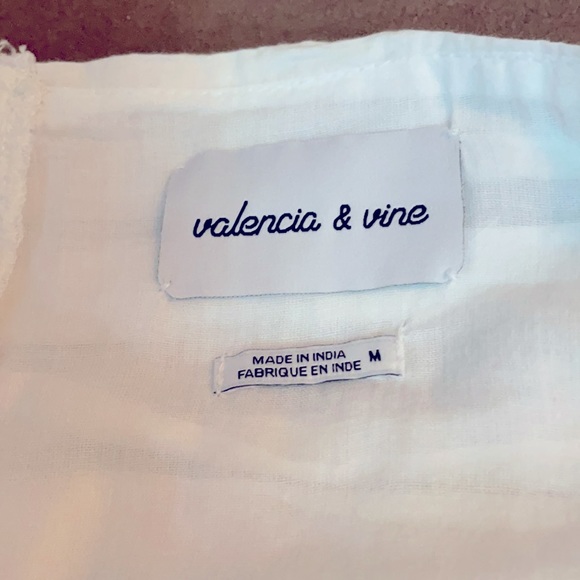 valencia & vine
MADE IN INDIA M
FABRIQUE EN INDE